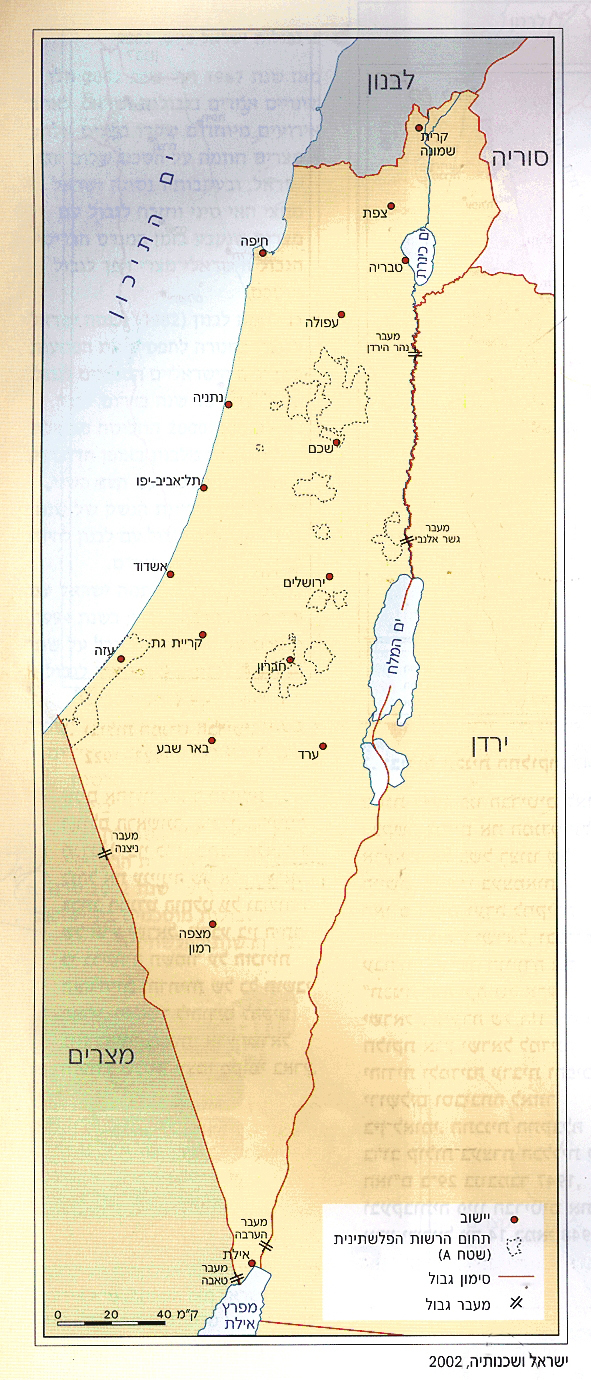 לבנון
סוריה
ים התיכון
קרית
שמונה
צפת
ים כינרת
טבריה
חיפה
עפולה
מעבר
נהר הירדן
נתניה
שכם
תל־אביב-יפו
מעבר
גשר אלנבי
אשדוד
ירושלים
קריית גת
עזה
חברון
ים המלח
באר שבע
ערד
ירדן
מעבר
ניצנה
מצפה
רמון
מצרים
מעבר
הערבה
אילת
מעבר
טאבה
מפרץ
אילת
0 20 40 ק"מ
יישוב
תחום הרשות הפלשתינית
(שטח A)
סימון גבול
מעבר גבול
ישראל ושכנותיה, 2002